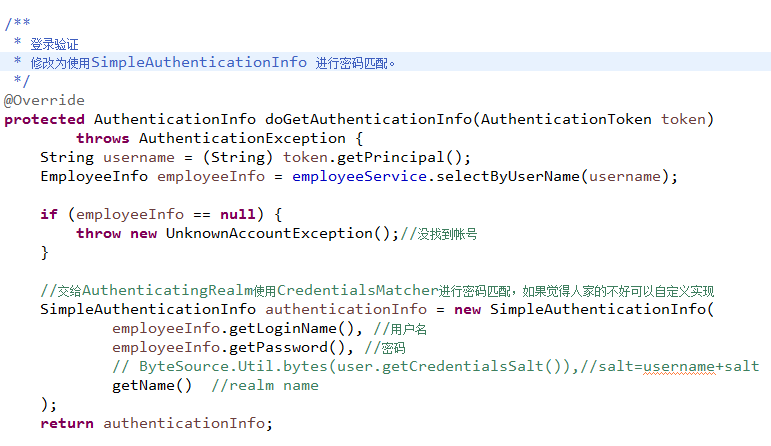 /**
 * 登录验证
 * 修改为使用SimpleAuthenticationInfo 进行密码匹配。
 */
@Override
protected AuthenticationInfo doGetAuthenticationInfo(AuthenticationToken token)
        throws AuthenticationException {
    String username = (String) token.getPrincipal();
    EmployeeInfo employeeInfo = employeeService.selectByUserName(username);

    if (employeeInfo == null) {
        throw new UnknownAccountException();//没找到帐号
    }

    //交给AuthenticatingRealm使用CredentialsMatcher进行密码匹配，如果觉得人家的不好可以自定义实现
    SimpleAuthenticationInfo authenticationInfo = new SimpleAuthenticationInfo(
            employeeInfo.getLoginName(), //用户名
            employeeInfo.getPassword(), //密码
            // ByteSource.Util.bytes(user.getCredentialsSalt()),//salt=username+salt
            getName()  //realm name
    );
    return authenticationInfo;